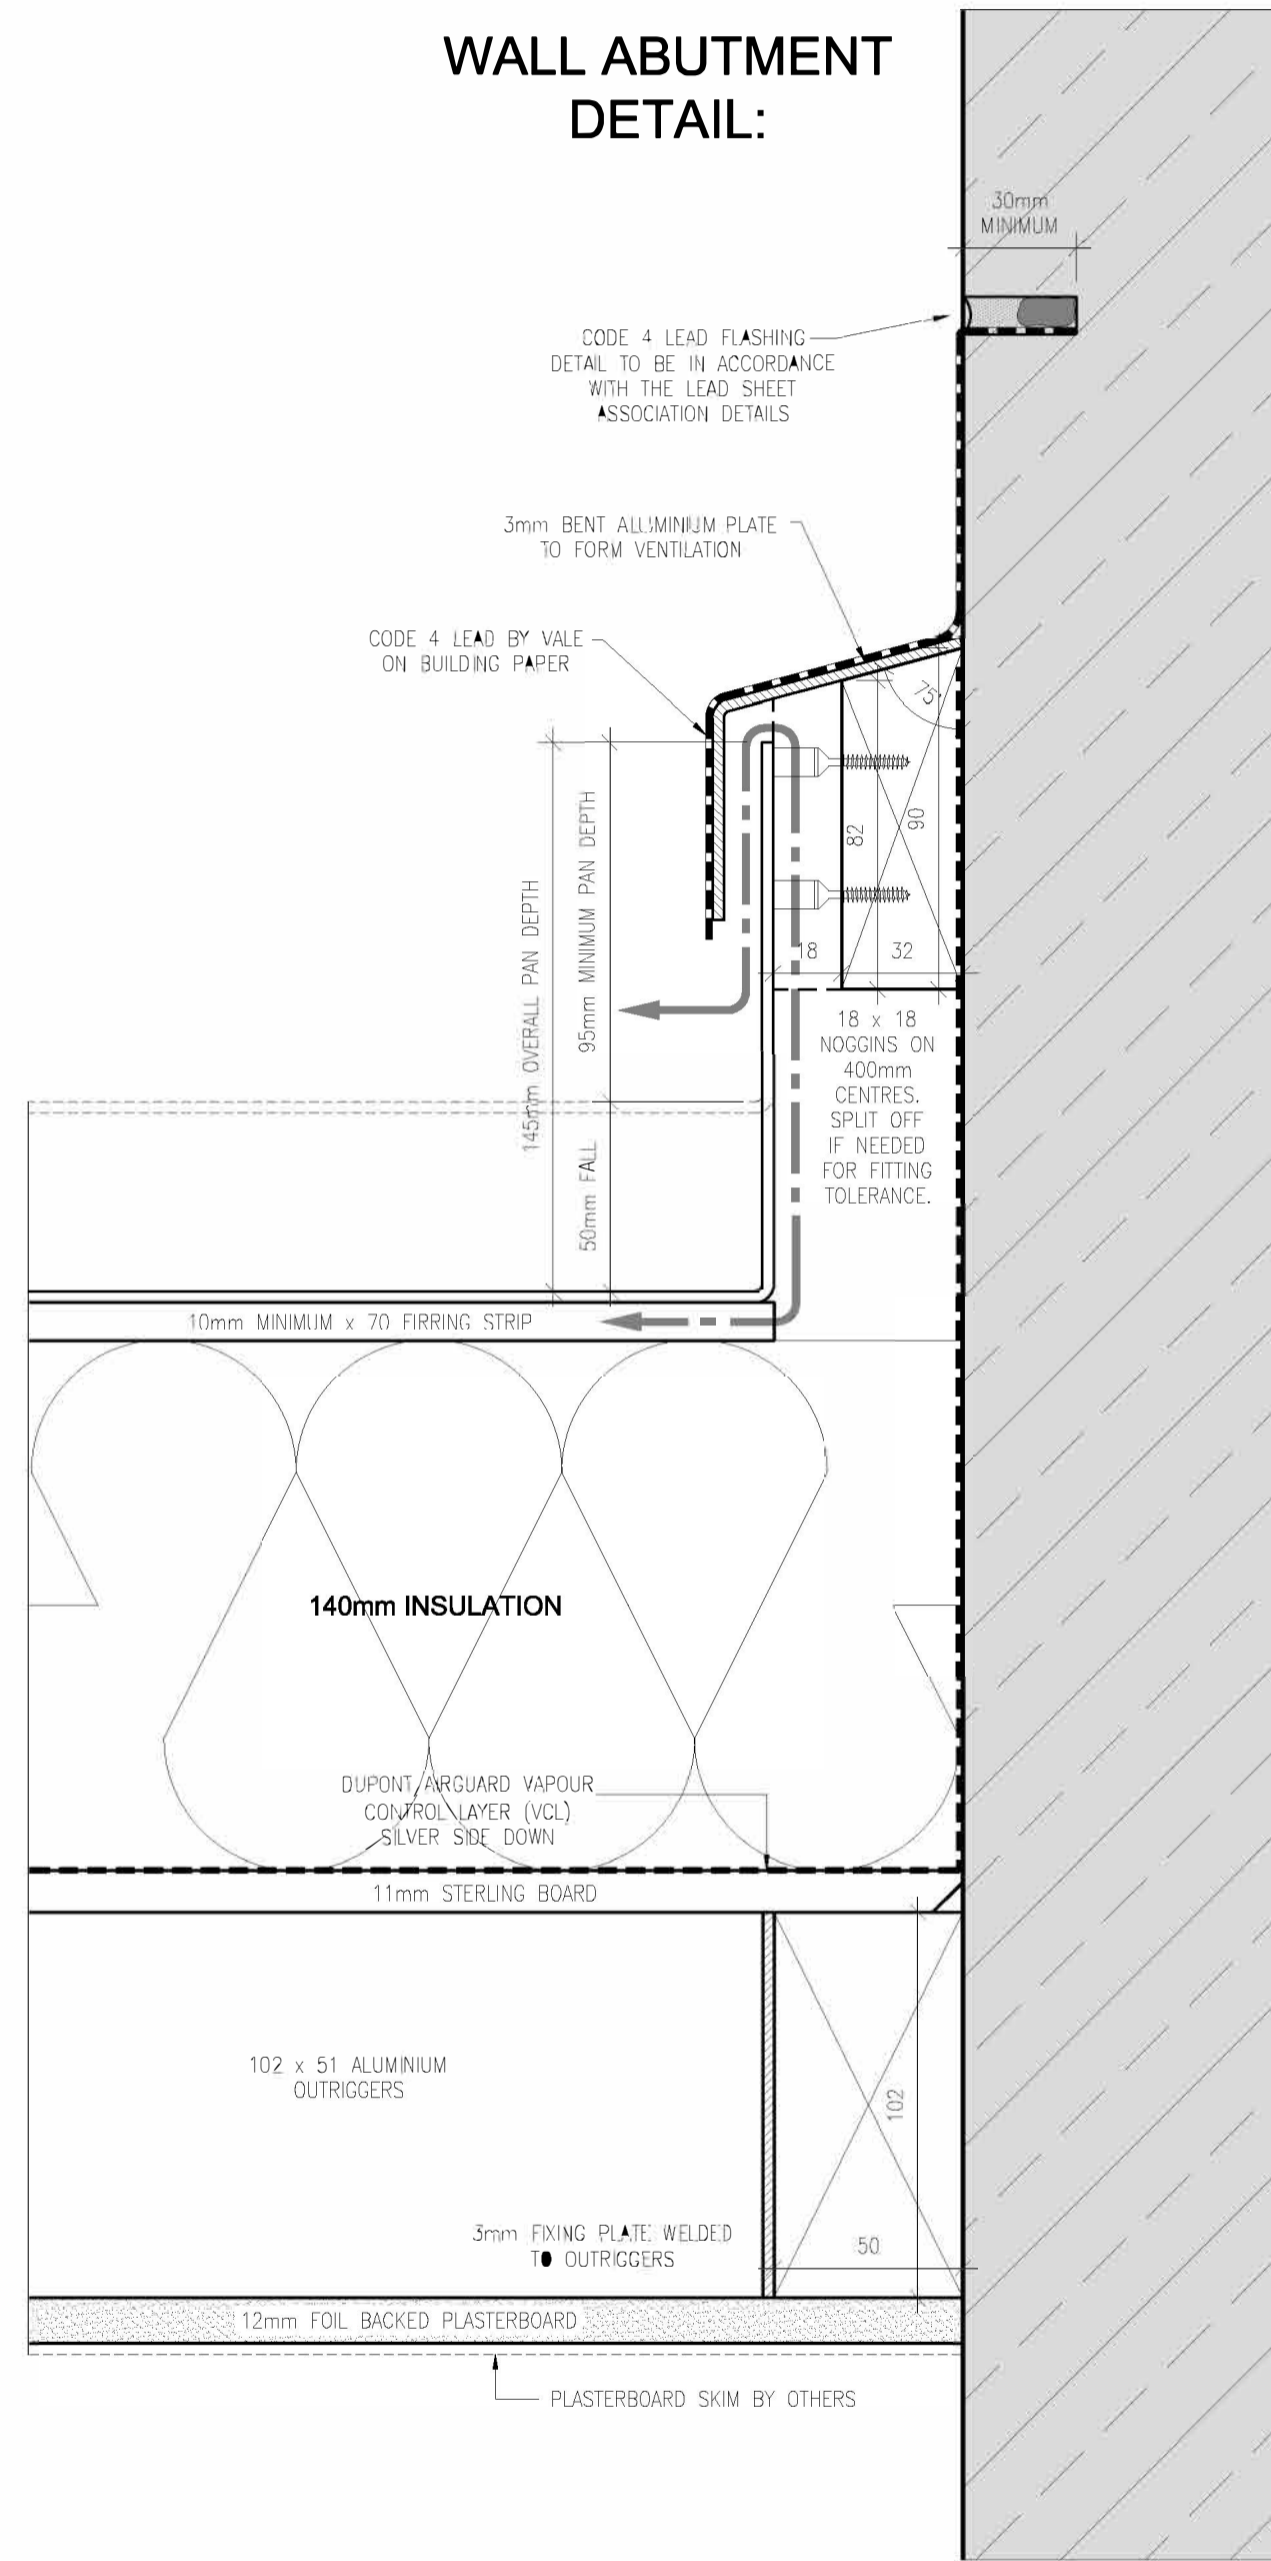 WALL ABUTMENT
DETAIL:
30mm
MINIMUM
CODE 4 LEAD FLASHING
DETAIL TO BE IN ACCORDANCE
WITH THE LEAD SHEET
ASSOCIATION DETAILS
3mm BENT ALUMINIUM PLATE
TO FORM VENTILATION
CODE 4 LEAD BY VALE
ON BUILDING PAPER
75°
82
90
18
32
145mm OVERALL PAN DEPTH
95mm MINIMUM PAN DEPTH
50mm FALL
18 x 18
NOGGINS ON
400mm
CENTRES.
SPLIT OFF
IF NEEDED
FOR FITTING
TOLERANCE.
10mm MINIMUM x 70 FIRRING STRIP
140mm INSULATION
DUPONT AIRGUARD VAPOUR
CONTROL LAYER (VCL)
SILVER SIDE DOWN
11mm STERLING BOARD
102 x 51 ALUMINIUM
OUTRIGGERS
102
3mm FIXING PLATE WELDED
TO OUTRIGGERS
50
12mm FOIL BACKED PLASTERBOARD
PLASTERBOARD SKIM BY OTHERS